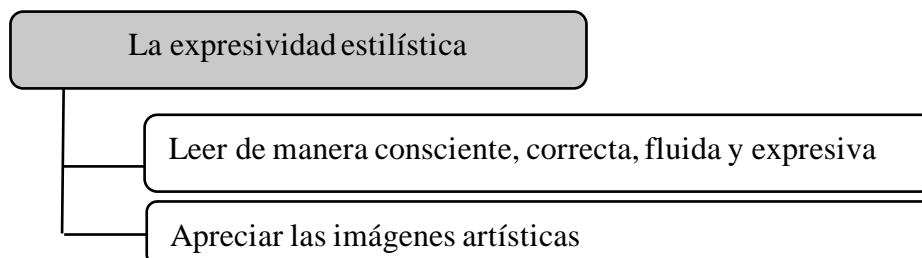 La expresividad estilística
Leer de manera consciente, correcta, fluida y expresiva
Apreciar las imágenes artísticas